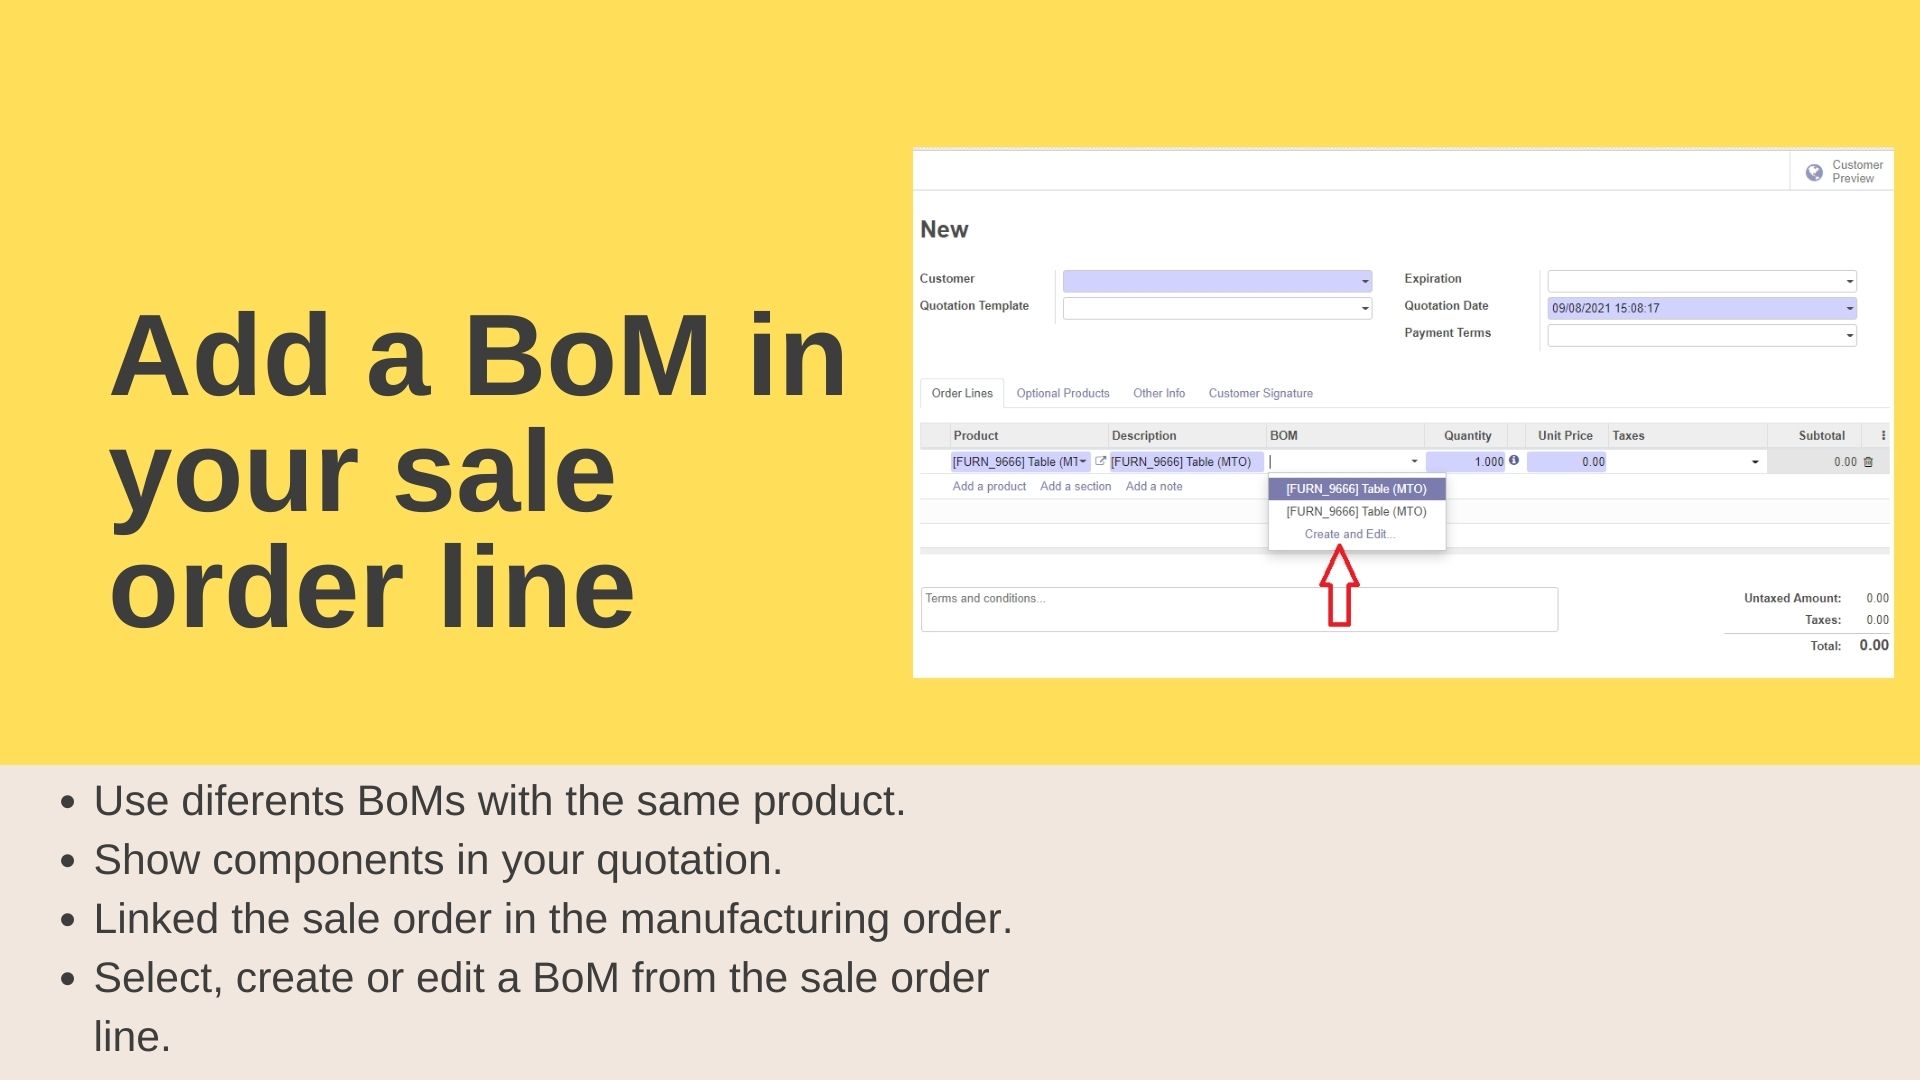 Add a BoM in
your sale
order line
Customer
Preview
New
Customer
Expiration
Quotation Template
Quotation Date 09/08/2021 15:08:17
Payment Terms
Order Lines Optional Products Other Info Customer Signature
Product Description BOM Quantity Unit Price Taxes Subtotal
[FURN_9666] Table (MT [FURN_9666] Table (MTO) 1.000 0.00 0.00
Add a product Add a section Add a note
[FURN_9666] Table (MTO)
[FURN_9666] Table (MTO)
Create and Edit...
Terms and conditions...
Untaxed Amount: 0.00
Taxes: 0.00
Total: 0.00
• Use diferents BoMs with the same product.
• Show components in your quotation.
• Linked the sale order in the manufacturing order.
• Select, create or edit a BoM from the sale order
line.